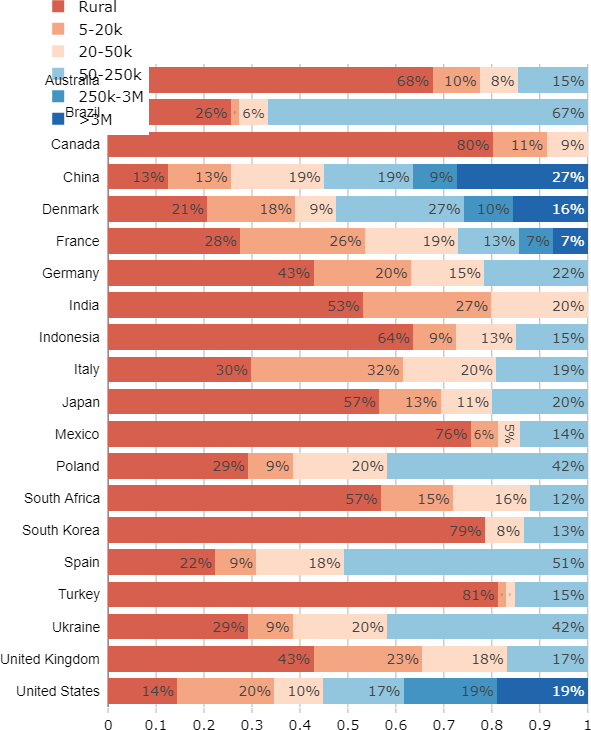 Rural
5-20k
20-50k
50-250k
250k-3M
>3M
Australia 68% 10% 8% 15%
Brazil 26% 6% 67%
Canada 80% 11% 9%
China 13% 13% 19% 19% 9% 27%
Denmark 21% 18% 9% 27% 10% 16%
France 28% 26% 19% 13% 7% 7%
Germany 43% 20% 15% 22%
India 53% 27% 20%
Indonesia 64% 9% 13% 15%
Italy 30% 32% 20% 19%
Japan 57% 13% 11% 20%
Mexico 76% 6% 5% 14%
Poland 29% 9% 20% 42%
South Africa 57% 15% 16% 12%
South Korea 79% 8% 13%
Spain 22% 9% 18% 51%
Turkey 81% 15%
Ukraine 29% 9% 20% 42%
United Kingdom 43% 23% 18% 17%
United States 14% 20% 10% 17% 19% 19%
0 0.1 0.2 0.3 0.4 0.5 0.6 0.7 0.8 0.9 1